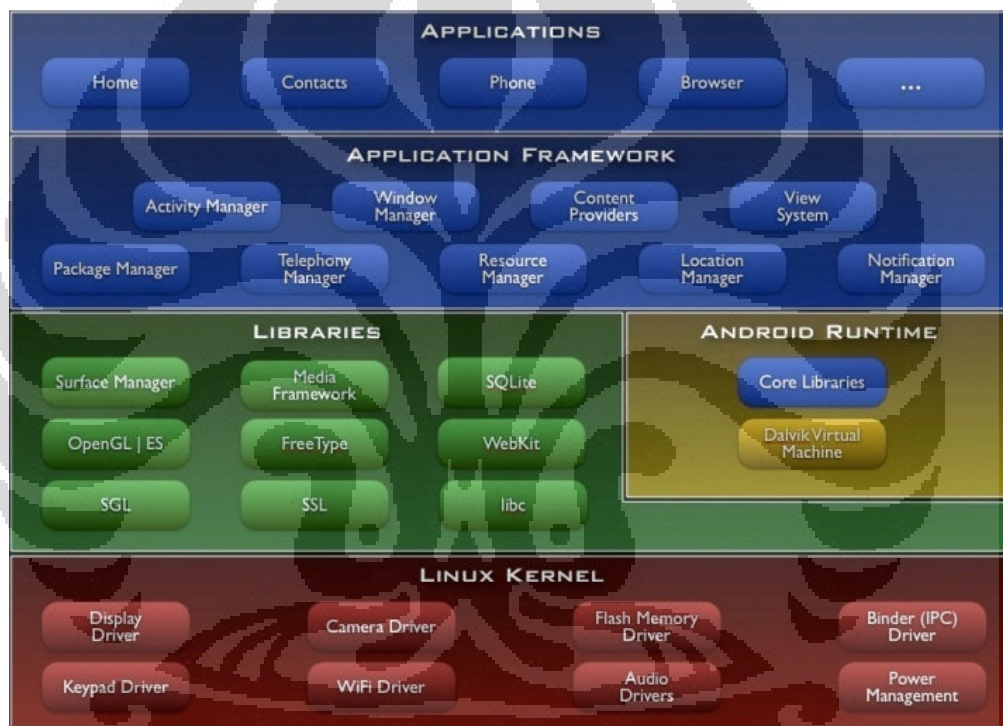 APPLICATIONS
Home
Contacts
Phone
Browser
...
APPLICATION FRAMEWORK
Activity Manager
Window
Manager
Content
Providers
View
System
Package Manager
Telephony
Manager
Resource
Manager
Location
Manager
Notification
Manager
LIBRARIES
Surface Manager
Media
Framework
SQLite
OpenGL | ES
FreeType
WebKit
SGL
SSL
libc
ANDROID RUNTIME
Core Libraries
Dalvik Virtual
Machine
LINUX KERNEL
Display
Driver
Camera Driver
Flash Memory
Driver
Binder (IPC)
Driver
Keypad Driver
WiFi Driver
Audio
Drivers
Power
Management